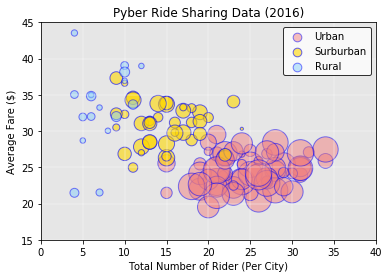 Pyber Ride Sharing Data (2016)
Urban
Surburban
Rural
Average Fare ($)
45
40
35
30
25
20
15
0
5
10
15
20
25
30
35
40
Total Number of Rider (Per City)